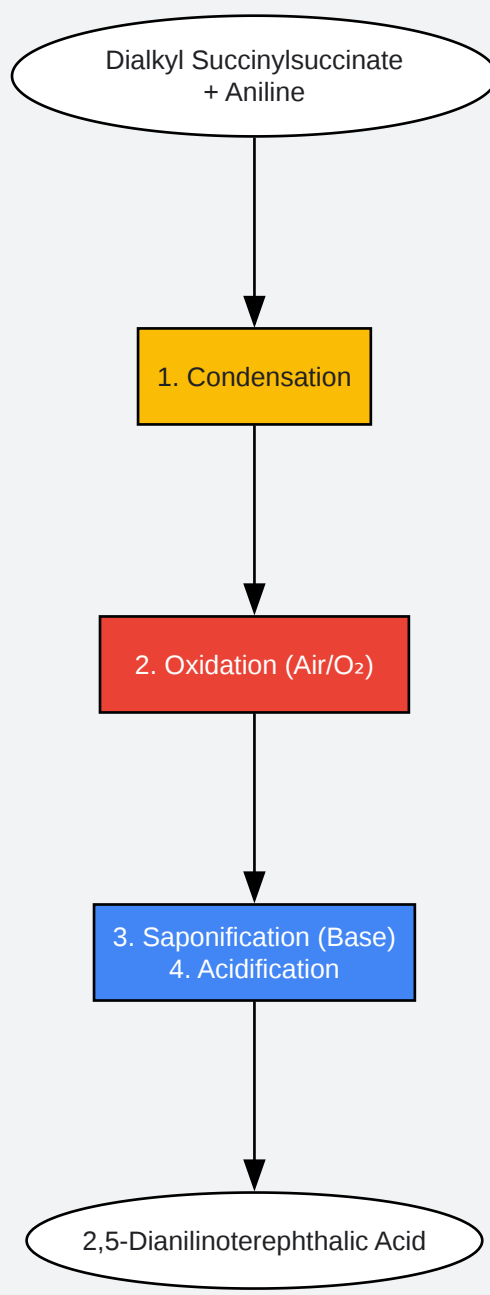 Dialkyl Succinylsuccinate
+ Aniline
1. Condensation
2. Oxidation (Air/O₂)
3. Saponification (Base)
4. Acidification
2,5-Dianilinoterephthalic Acid